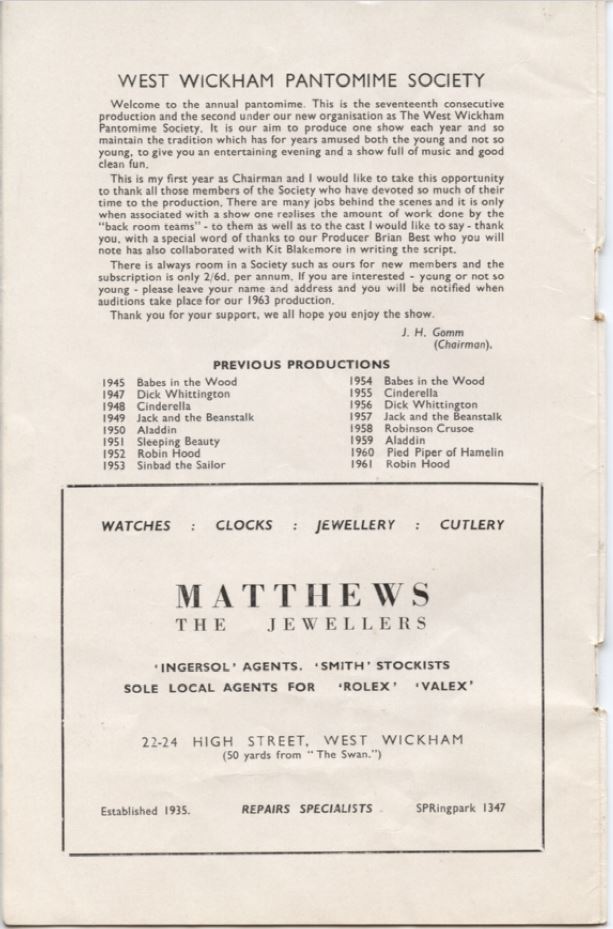 WEST WICKHAM PANTOMIME SOCIETY
Welcome to the annual pantomime. This is the seventeenth consecutive
production and the second under our new organisation as The West Wickham
Pantomime Society. It is our aim to produce one show each year and so
maintain the tradition which has for years amused both the young and not so
young, to give you an entertaining evening and a show full of music and good
clean fun.
This is my first year as Chairman and I would like to take this opportunity
to thank all those members of the Society who have devoted so much of their
time to the production. There are many jobs behind the scenes and it is only
when associated with a show one realises the amount of work done by the
"back room teams" - to them as well as to the cast I would like to say - thank
you, with a special word of thanks to our Producer Brian Best who you will
note has also collaborated with Kit Blakemore in writing the script.
There is always room in a Society such as ours for new members and the
subscription is only 2/6d. per annum. If you are interested - young or not so
young - please leave your name and address and you will be notified when
auditions take place for our 1963 production.
Thank you for your support, we all hope you enjoy the show.
J. H. Gomm
(Chairman).
PREVIOUS PRODUCTIONS
1945 Babes in the Wood
1947 Dick Whittington
1948 Cinderella
1949 Jack and the Beanstalk
1950 Aladdin
1951 Sleeping Beauty
1952 Robin Hood
1953 Sinbad the Sailor
1954 Babes in the Wood
1955 Cinderella
1956 Dick Whittington
1957 Jack and the Beanstalk
1958 Robinson Crusoe
1959 Aladdin
1960 Pied Piper of Hamelin
1961 Robin Hood
WATCHES : CLOCKS : JEWELLERY : CUTLERY
MATTHEWS
THE JEWELLERS
'INGERSOL' AGENTS. 'SMITH' STOCKISTS
SOLE LOCAL AGENTS FOR 'ROLEX' 'VALEX'
22-24 HIGH STREET, WEST WICKHAM
(50 yards from "The Swan.")
Established 1935. REPAIRS SPECIALISTS SPRingpark 1347